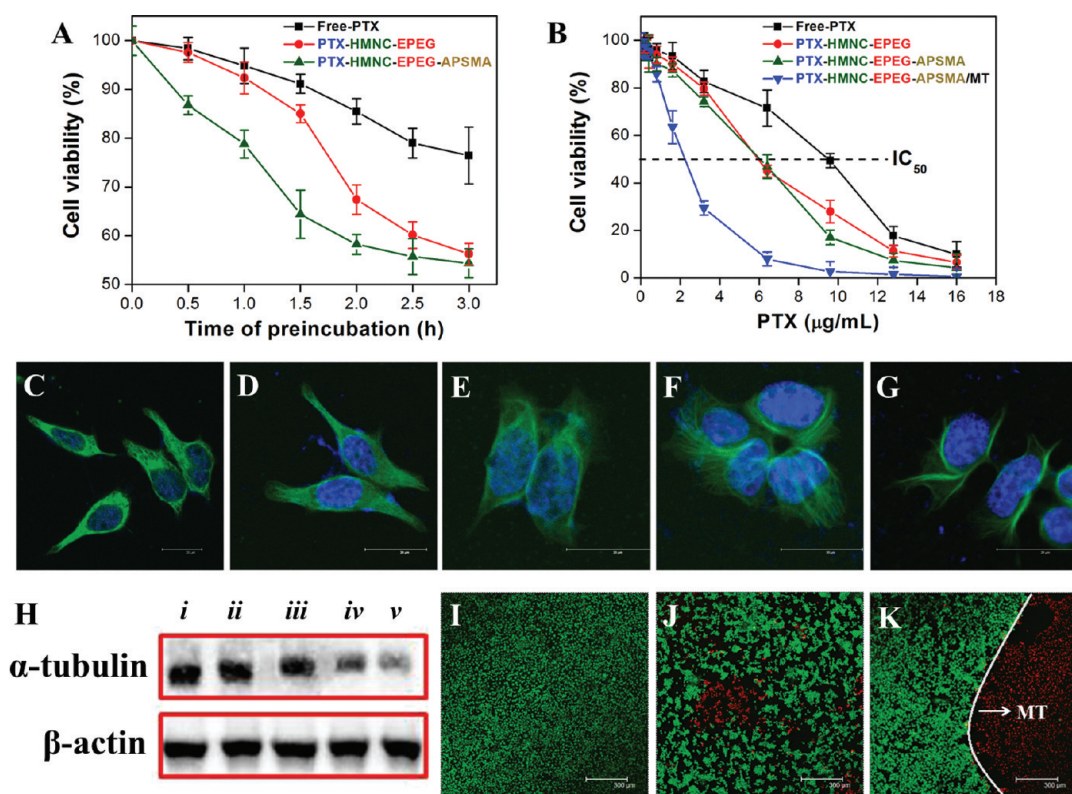 A
Free-PTX
PTX-HMNC-EPEG
PTX-HMNC-EPEG-APSMA
Cell viability (%)
100
90
80
70
60
50
0.0 0.5 1.0 1.5 2.0 2.5 3.0
Time of preincubation (h)
B
Free-PTX
PTX-HMNC-EPEG
PTX-HMNC-EPEG-APSMA
PTX-HMNC-EPEG-APSMA/MT
IC50
Cell viability (%)
100
80
60
40
20
0
0 2 4 6 8 10 12 14 16 18
PTX (μg/mL)
C
D
E
F
G
H
i ii iii iv v
α-tubulin
β-actin
I
300 μm
J
300 μm
K
MT
300 μm